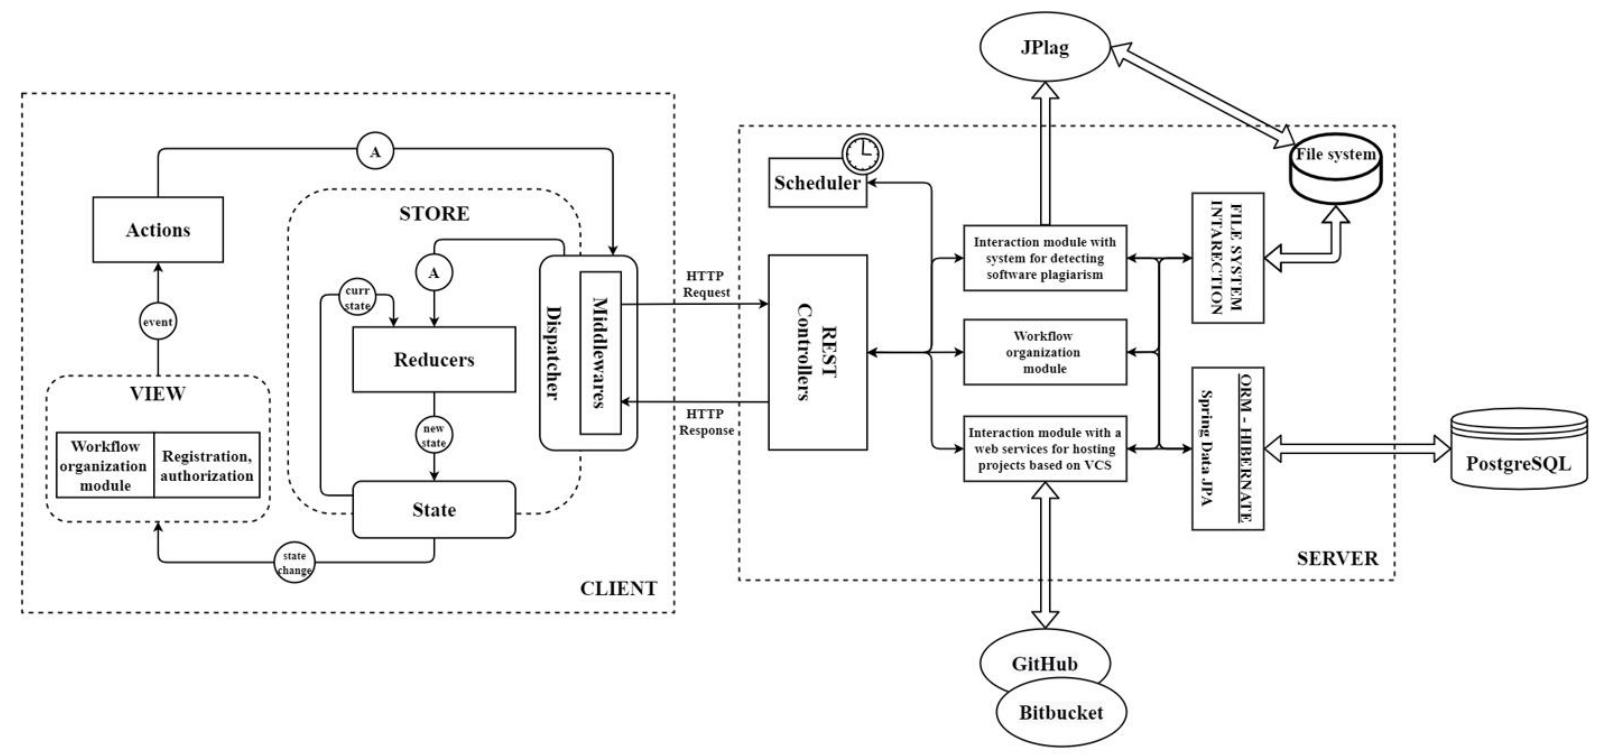 JPlag
File system
A
Scheduler
Actions
STORE
FILE SYSTEM
INTARECTION
Interaction module with
system for detecting
software plagiarism
A
HTTP
Request
curr
state
event
Middlewares
Dispatcher
REST
Controllers
Reducers
Workflow
organization
module
VIEW
ORM - HIBERNATE
Spring Data JPA
HTTP
Response
new
state
Workflow
organization
module
Registration,
authorization
Interaction module with a
web services for hosting
projects based on VCS
PostgreSQL
State
state
change
SERVER
CLIENT
GitHub
Bitbucket